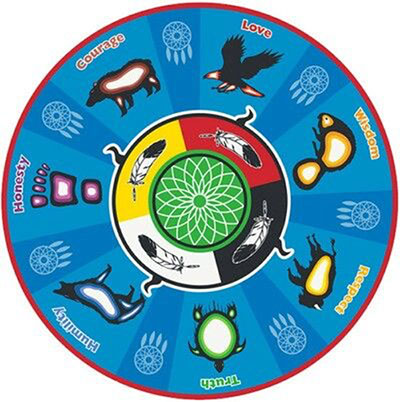 Love
Wisdom
Respect
Truth
Humility
Honesty
Courage